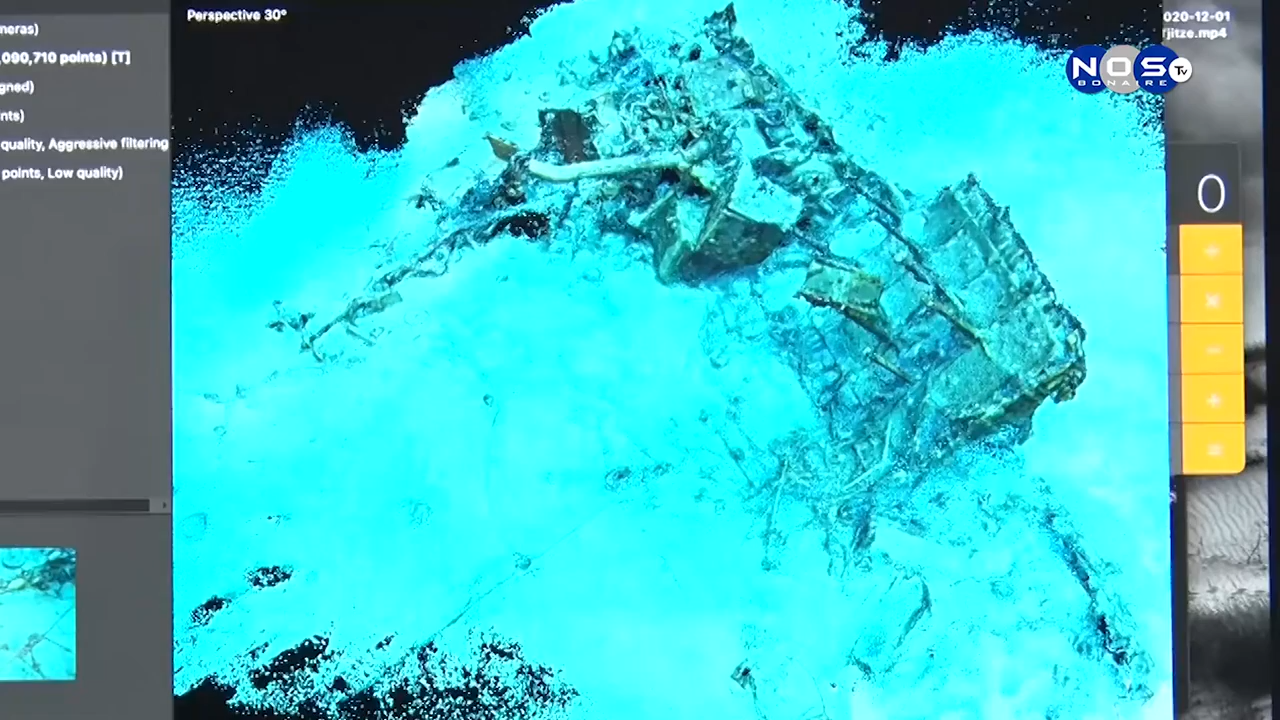 Perspective 30°
neras)
,090,710 points) [T]
gned)
nts)
quality, Aggressive filtering
points, Low quality)
020-12-01
rjitze.mp4
NOS TV
BONAIRE
0
÷
×
−
+
=